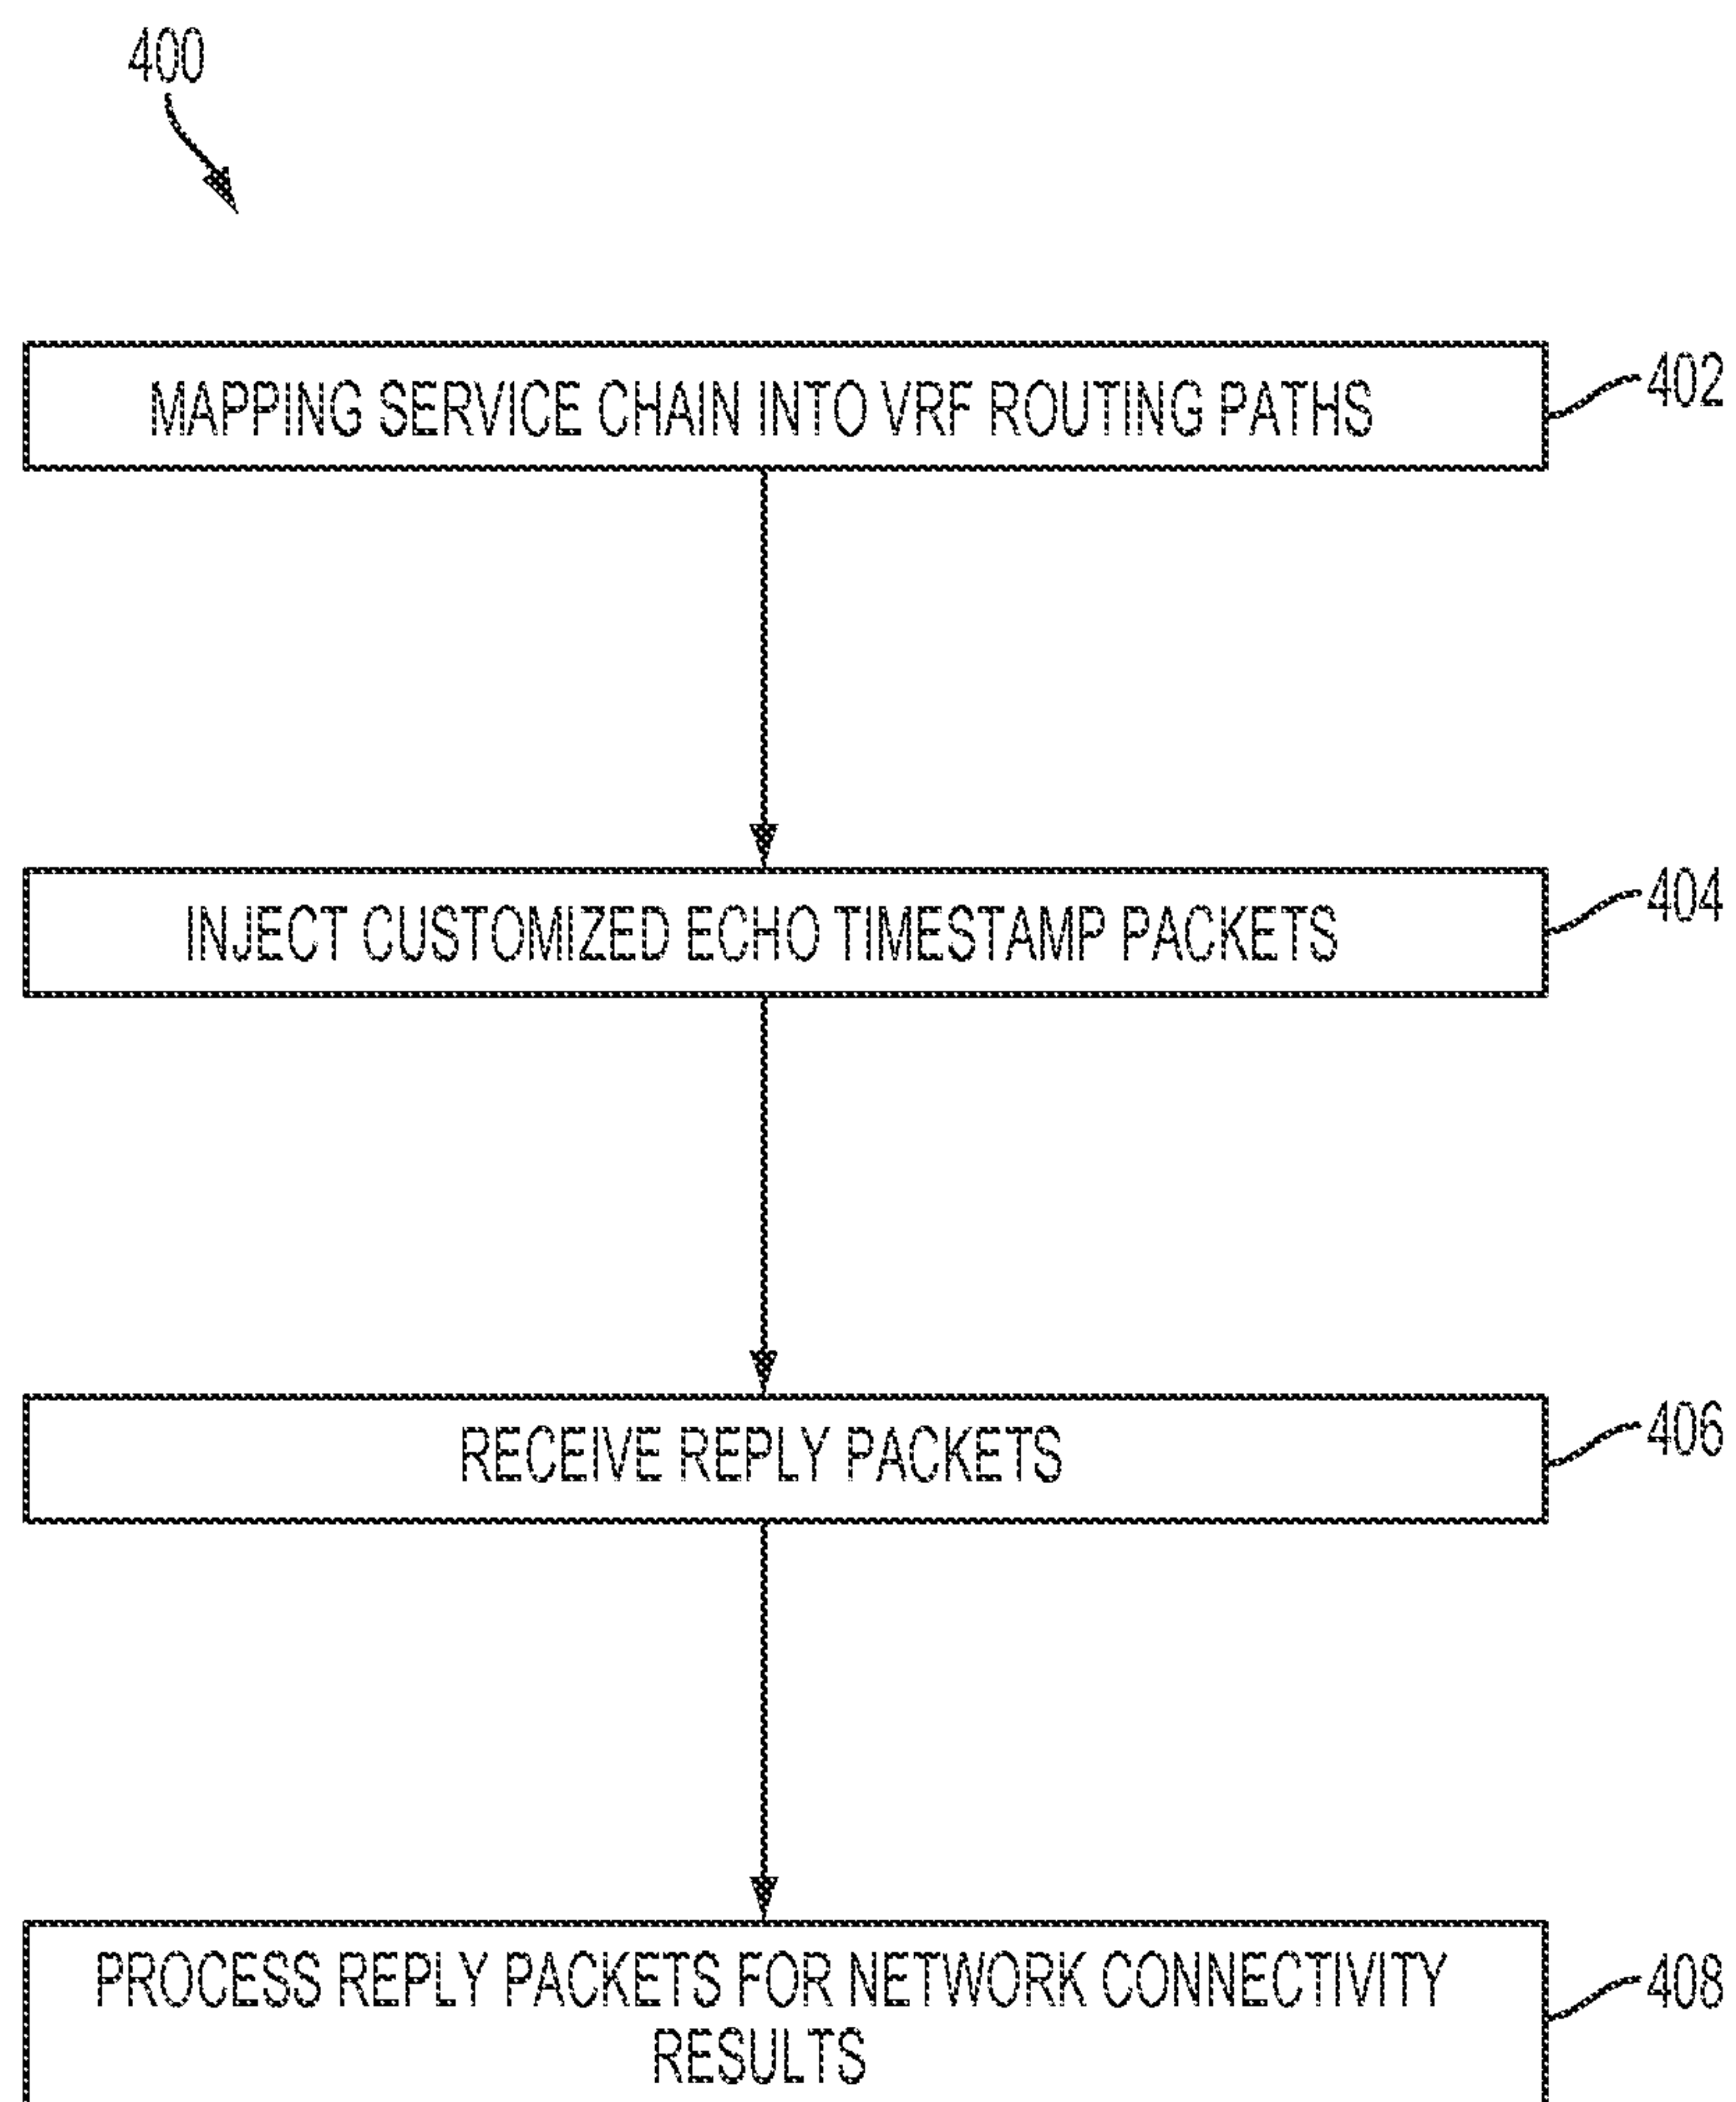 400
MAPPING SERVICE CHAIN INTO VRF ROUTING PATHS
402
INJECT CUSTOMIZED ECHO TIMESTAMP PACKETS
404
RECEIVE REPLY PACKETS
406
PROCESS REPLY PACKETS FOR NETWORK CONNECTIVITY
RESULTS
408